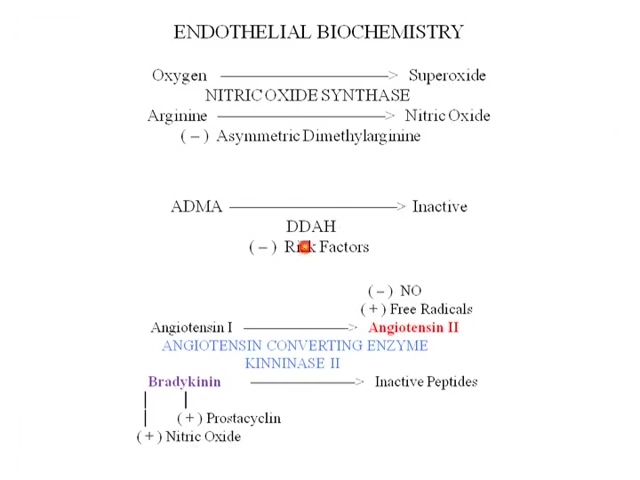 ENDOTHELIAL BIOCHEMISTRY
Oxygen ————————> Superoxide
NITRIC OXIDE SYNTHASE
Arginine ————————> Nitric Oxide
( – ) Asymmetric Dimethylarginine
ADMA ————————> Inactive
DDAH
( – ) Risk Factors
( – ) NO
( + ) Free Radicals
Angiotensin I ————————> Angiotensin II
ANGIOTENSIN CONVERTING ENZYME
KINNINASE II
Bradykinin ————————> Inactive Peptides
( + ) Prostacyclin
( + ) Nitric Oxide